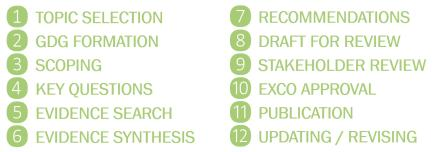 1 TOPIC SELECTION
2 GDG FORMATION
3 SCOPING
4 KEY QUESTIONS
5 EVIDENCE SEARCH
6 EVIDENCE SYNTHESIS
7 RECOMMENDATIONS
8 DRAFT FOR REVIEW
9 STAKEHOLDER REVIEW
10 EXCO APPROVAL
11 PUBLICATION
12 UPDATING / REVISING